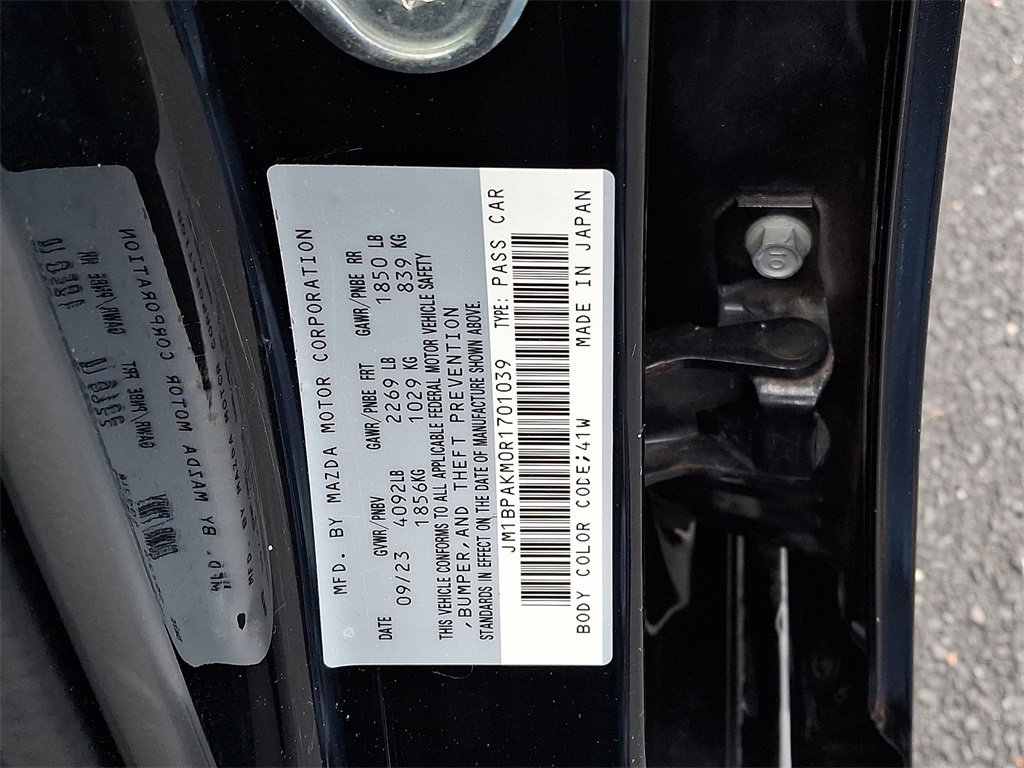 MFD. BY MAZDA MOTOR CORPORATION
DATE GVWR/PNBV GAWR/PNBE FRT GAWR/PNBE RR
09/23 4092LB 2269 LB 1850 LB
1856KG 1029 KG 839 KG
THIS VEHICLE CONFORMS TO ALL APPLICABLE FEDERAL MOTOR VEHICLE SAFETY
,BUMPER,AND THEFT PREVENTION
STANDARDS IN EFFECT ON THE DATE OF MANUFACTURE SHOWN ABOVE.
JM1BPAKM0R1701039 TYPE: PASS CAR
BODY COLOR CODE;41W MADE IN JAPAN